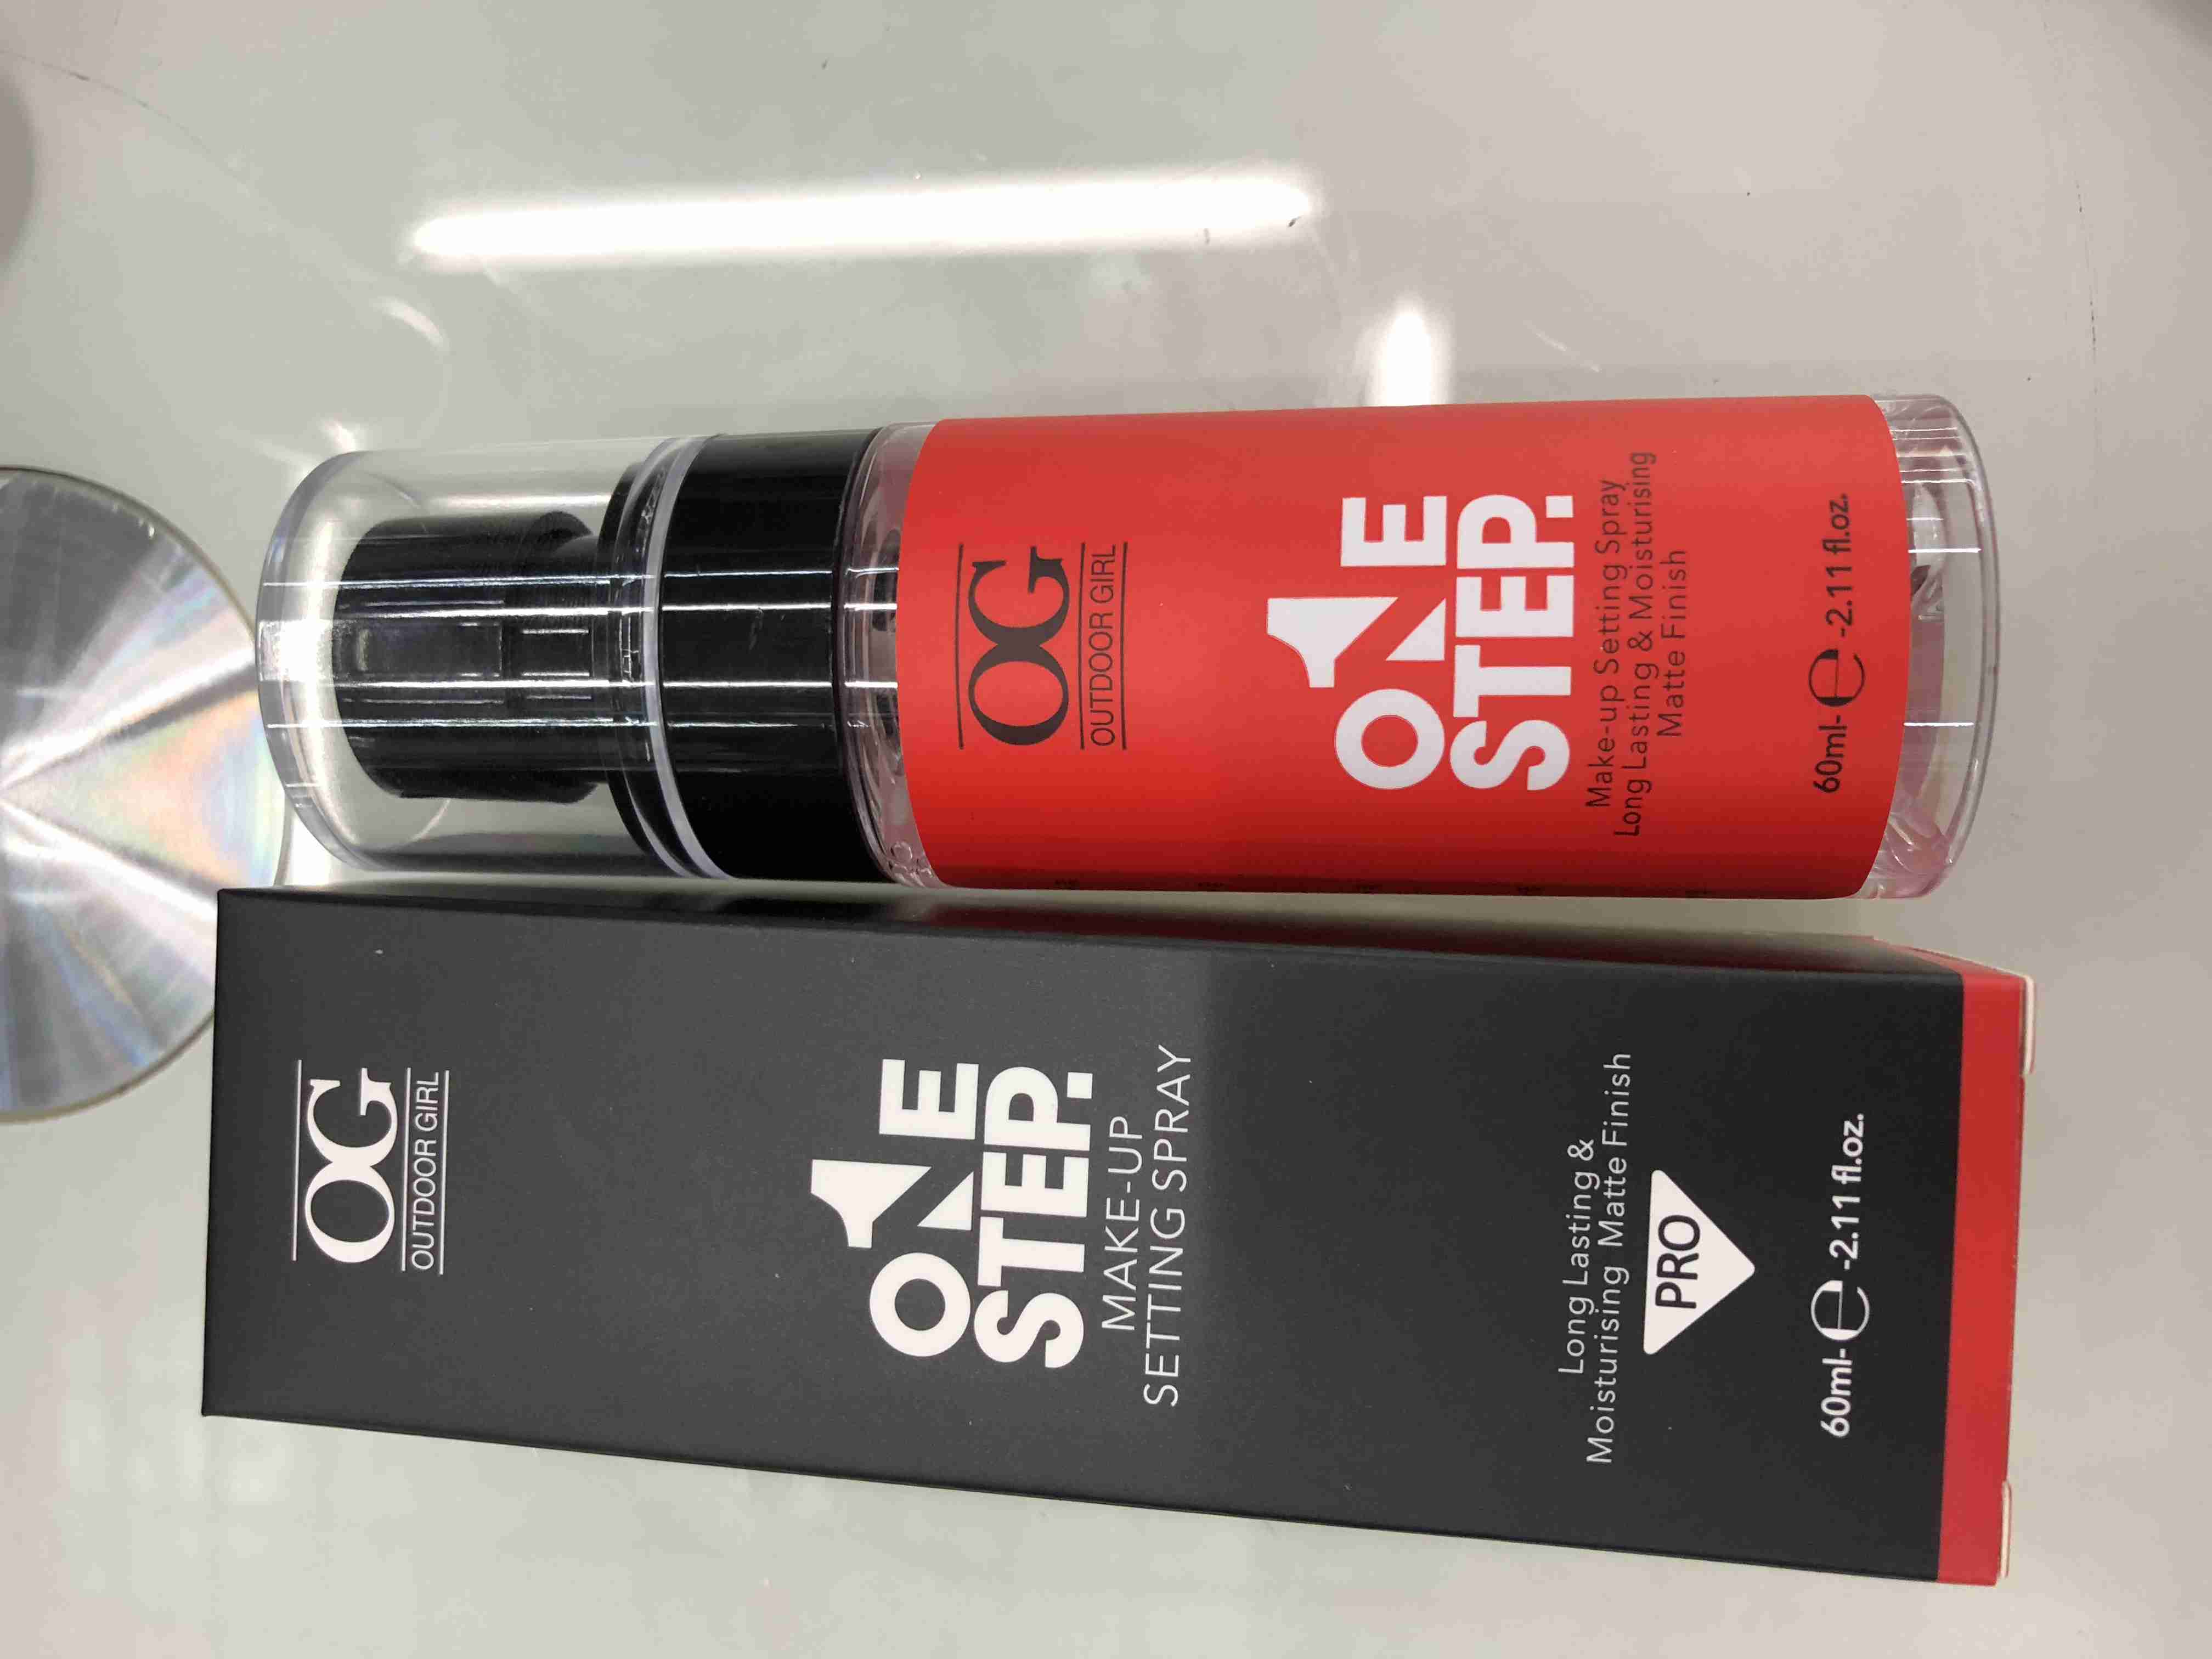 OG
OUTDOOR GIRL
ONE
STEP.
Make-up Setting Spray
Long Lasting & Moisturising
Matte Finish
60ml-℮-2.11 fl.oz.
OG
OUTDOOR GIRL
ONE
STEP.
MAKE-UP
SETTING SPRAY
Long Lasting &
Moisturising Matte Finish
PRO
60ml-℮-2.11 fl.oz.